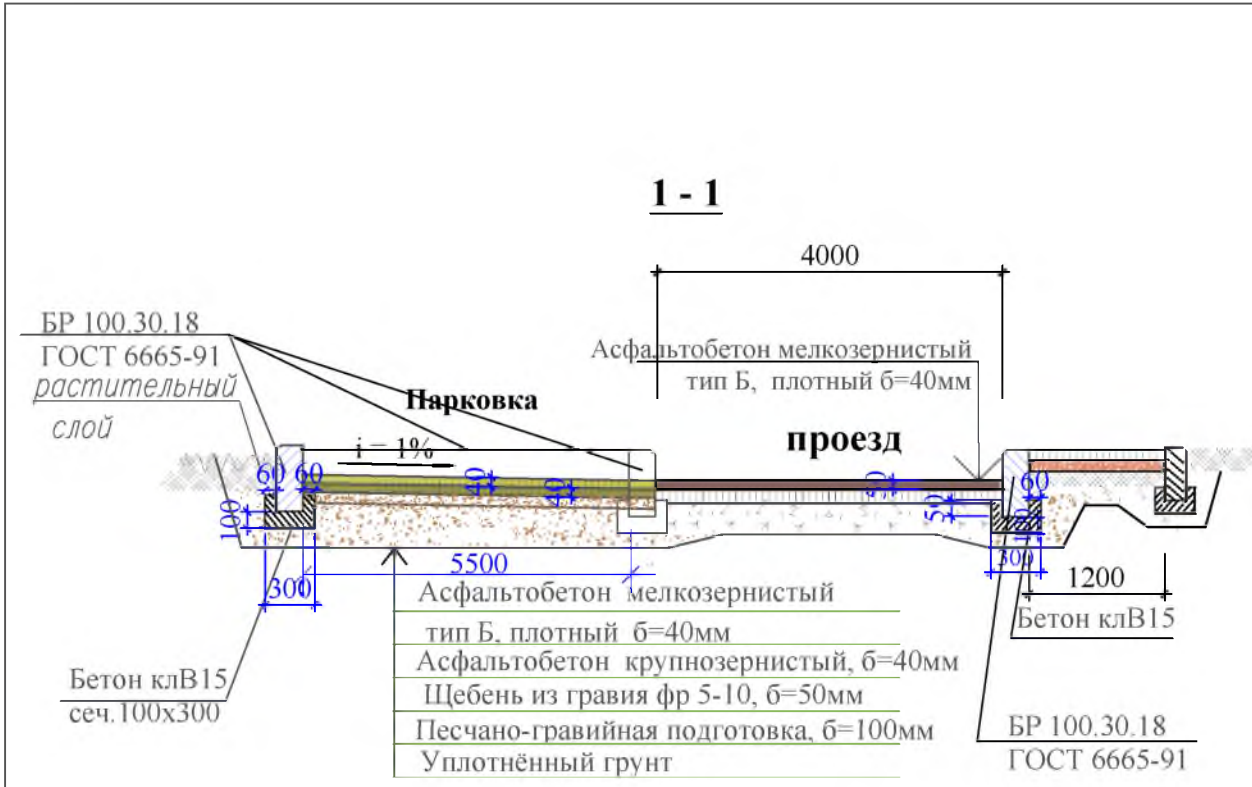 1 - 1
4000
БР 100.30.18
ГОСТ 6665-91
растительный
слой
Асфальтобетон мелкозернистый
тип Б, плотный б=40мм
Парковка
проезд
i = 1%
60 60
40
40
50
50
60
100
300
5500
300
1200
Асфальтобетон мелкозернистый
тип Б, плотный б=40мм
Асфальтобетон крупнозернистый, б=40мм
Щебень из гравия фр 5-10, б=50мм
Песчано-гравийная подготовка, б=100мм
Уплотнённый грунт
Бетон клВ15
сеч.100х300
Бетон клВ15
БР 100.30.18
ГОСТ 6665-91